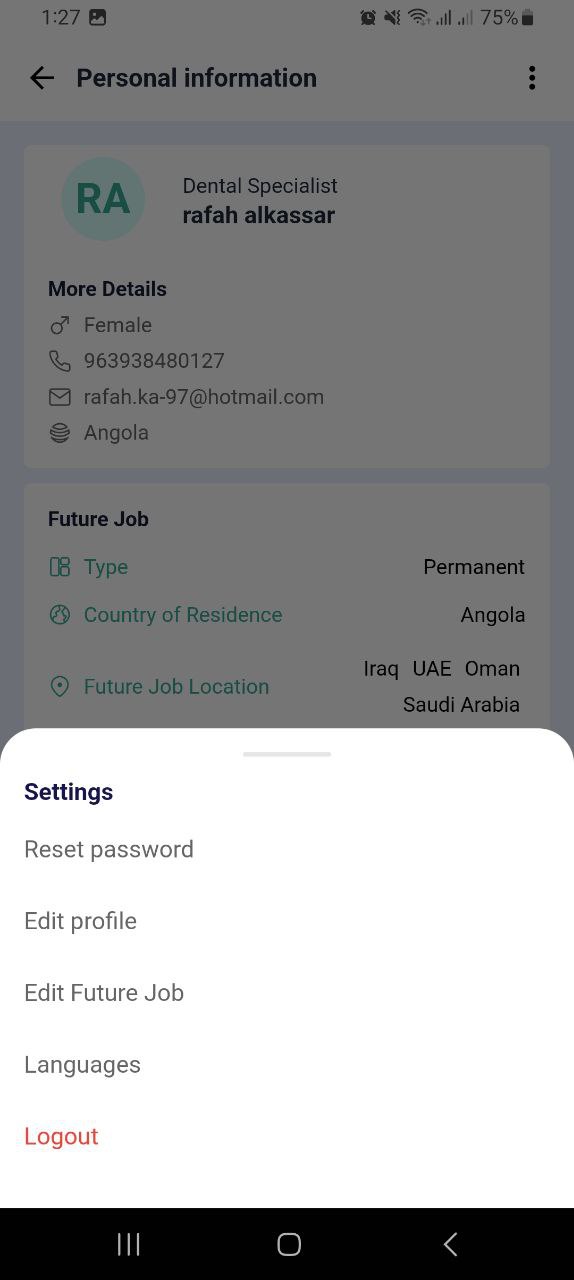 1:27 75%
Personal information
RA
Dental Specialist
rafah alkassar
More Details
Female
963938480127
rafah.ka-97@hotmail.com
Angola
Future Job
Type Permanent
Country of Residence Angola
Future Job Location Iraq UAE Oman
Saudi Arabia
Settings
Reset password
Edit profile
Edit Future Job
Languages
Logout